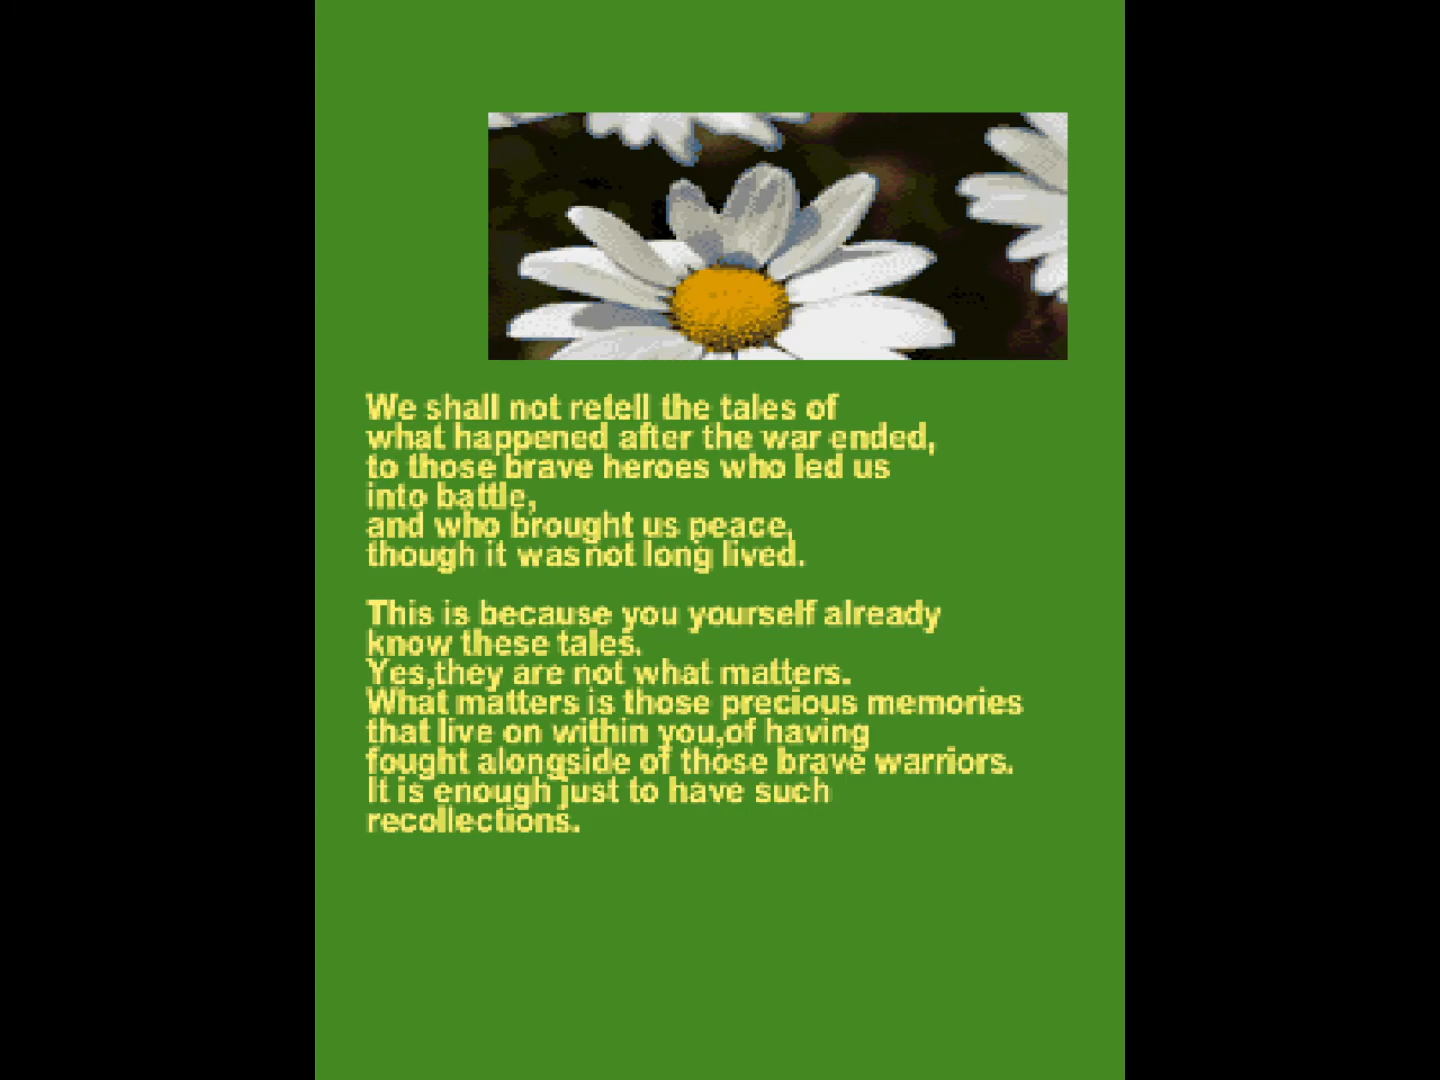 We shall not retell the tales of
what happened after the war ended,
to those brave heroes who led us
into battle,
and who brought us peace,
though it was not long lived.
This is because you yourself already
know these tales.
Yes,they are not what matters.
What matters is those precious memories
that live on within you,of having
fought alongside of those brave warriors.
It is enough just to have such
recollections.